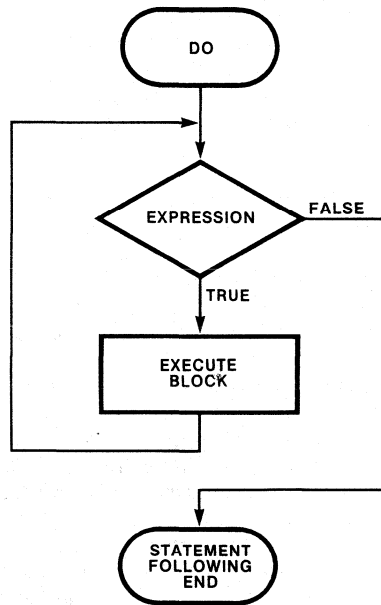 DO
EXPRESSION
FALSE
TRUE
EXECUTE
BLOCK
STATEMENT
FOLLOWING
END